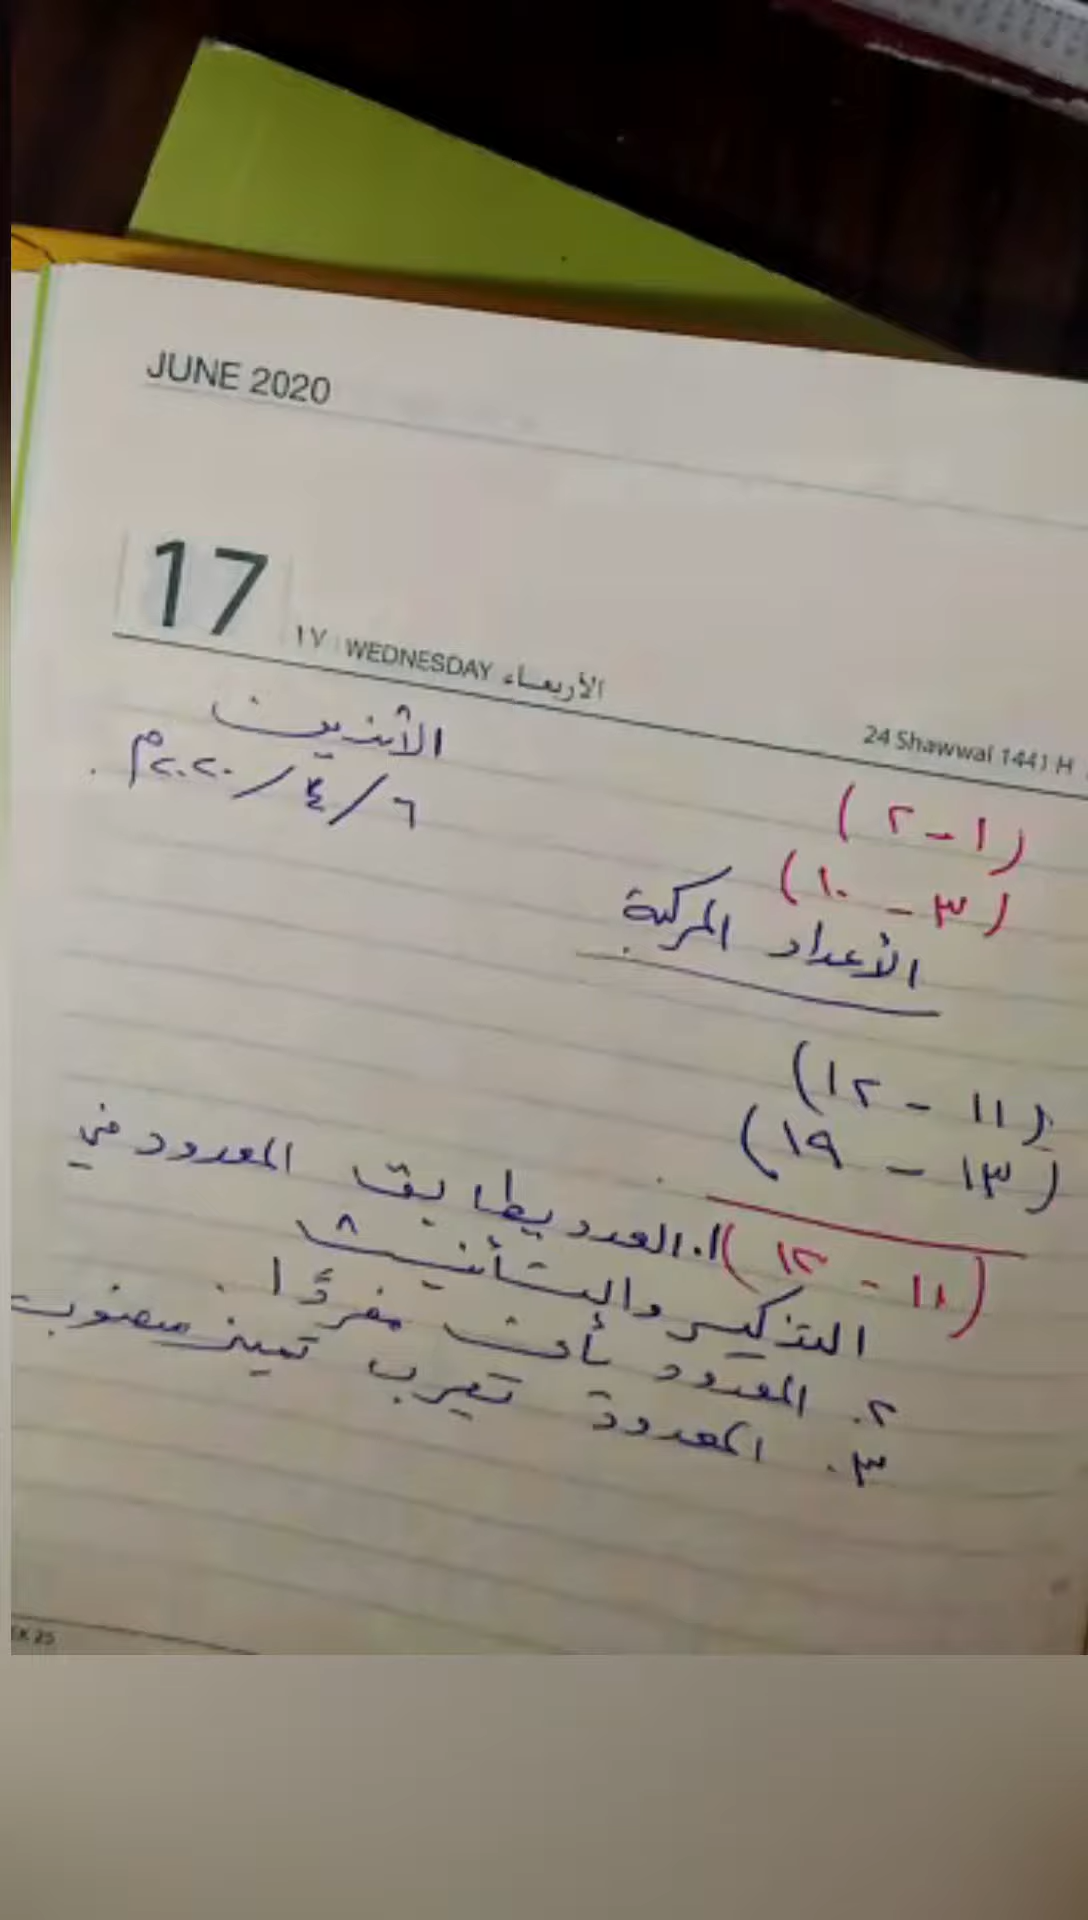 JUNE 2020
17
١٧ WEDNESDAY الأربعاء
24 Shawwal 1441 H
الأثنين
٦/٤/٢٠٢٠م
(١-٢)
(٣-١٠)
الأعداد المركبة
(١١-١٢)
(١٣-١٩)
(١١-١٢) ١.العدد يطابق المعدود في
التذكير والتأنيث
٢. المعدود يأت مفردًا.
٣. المعدود تعرب تمييز منصوب